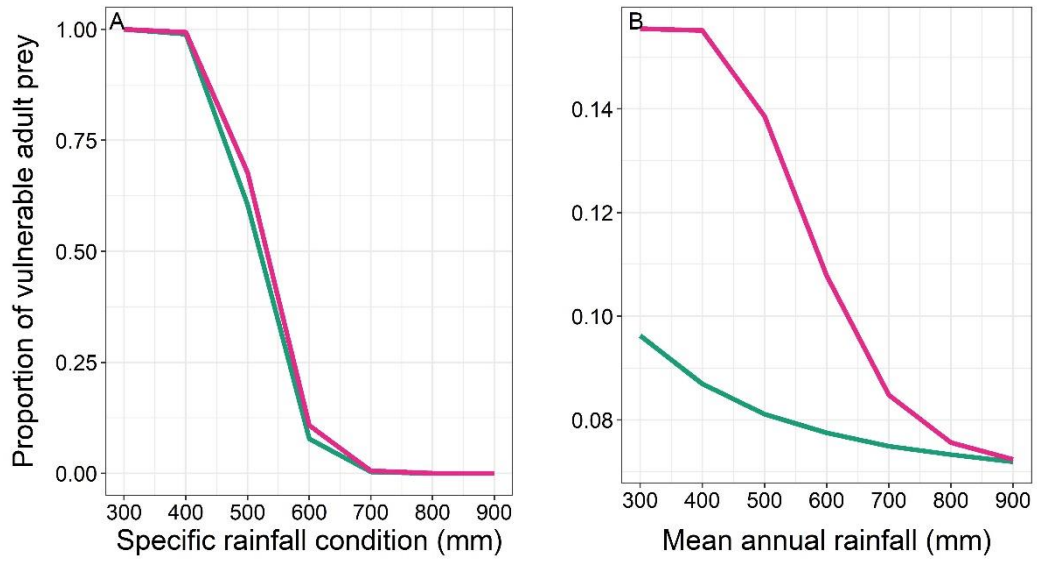 A
B
Proportion of vulnerable adult prey
1.00
0.75
0.50
0.25
0.00
300 400 500 600 700 800 900
Specific rainfall condition (mm)
0.14
0.12
0.10
0.08
300 400 500 600 700 800 900
Mean annual rainfall (mm)